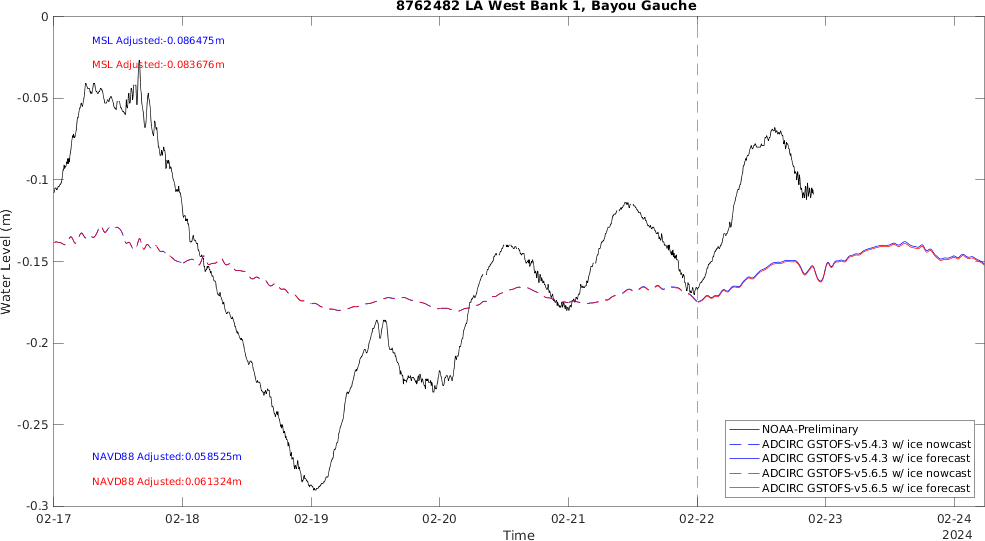 8762482 LA West Bank 1, Bayou Gauche
0
-0.05
-0.1
-0.15
-0.2
-0.25
-0.3
Water Level (m)
MSL Adjusted:-0.086475m
MSL Adjusted:-0.083676m
NAVD88 Adjusted:0.058525m
NAVD88 Adjusted:0.061324m
NOAA-Preliminary
ADCIRC GSTOFS-v5.4.3 w/ ice nowcast
ADCIRC GSTOFS-v5.4.3 w/ ice forecast
ADCIRC GSTOFS-v5.6.5 w/ ice nowcast
ADCIRC GSTOFS-v5.6.5 w/ ice forecast
02-17 02-18 02-19 02-20 02-21 02-22 02-23 02-24
Time
2024